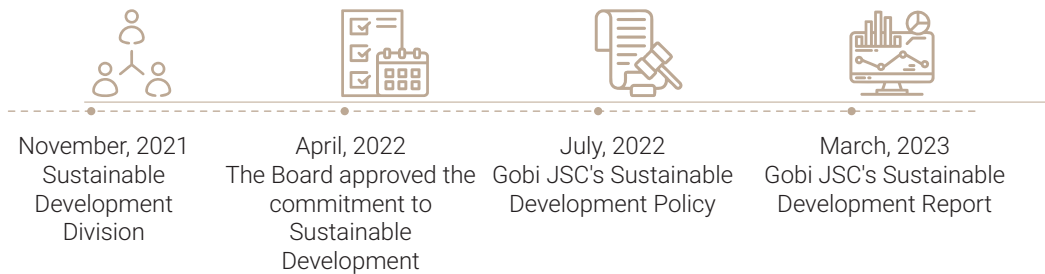 November, 2021
Sustainable
Development
Division
April, 2022
The Board approved the
commitment to
Sustainable
Development
July, 2022
Gobi JSC's Sustainable
Development Policy
March, 2023
Gobi JSC's Sustainable
Development Report